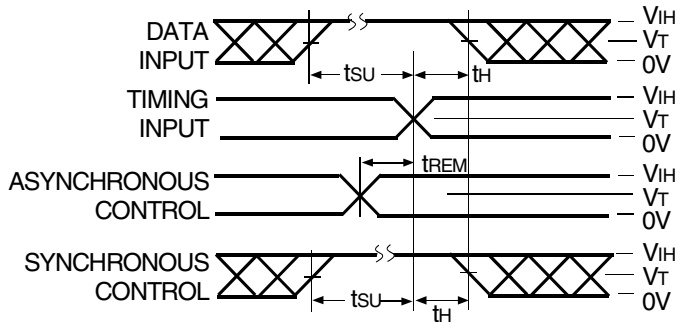 DATA
INPUT
tSU
tH
VIH
VT
0V
TIMING
INPUT
VIH
VT
0V
tREM
ASYNCHRONOUS
CONTROL
VIH
VT
0V
SYNCHRONOUS
CONTROL
tSU
tH
VIH
VT
0V